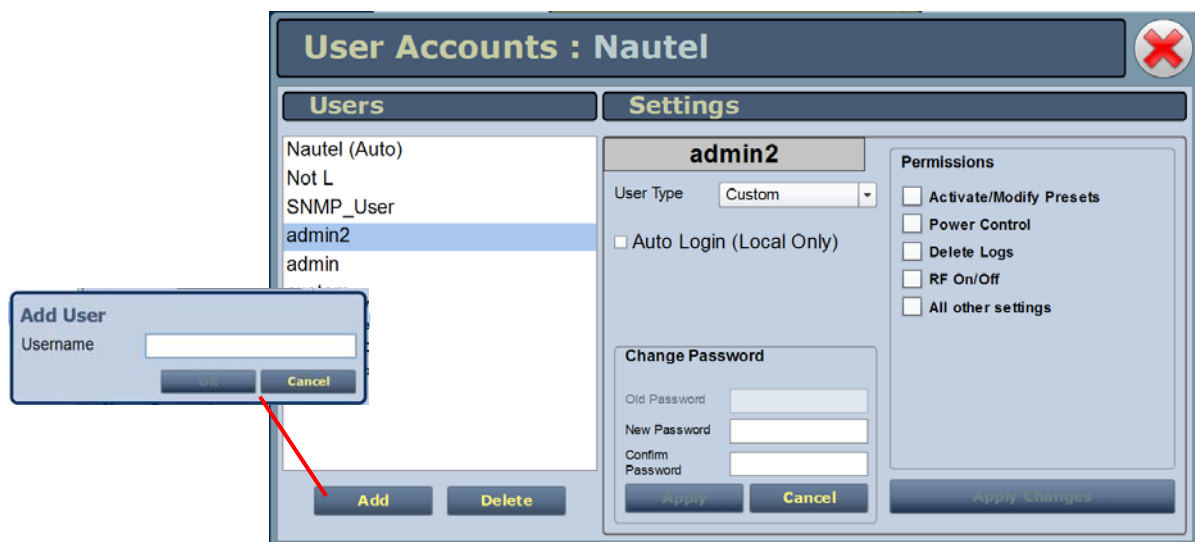 User Accounts : Nautel
Users
Settings
Nautel (Auto)
Not L
SNMP_User
admin2
admin
admin2
User Type
Custom
Auto Login (Local Only)
Permissions
Activate/Modify Presets
Power Control
Delete Logs
RF On/Off
All other settings
Add User
Username
OK
Cancel
Change Password
Old Password
New Password
Confirm
Password
Apply
Cancel
Add
Delete
Apply Changes